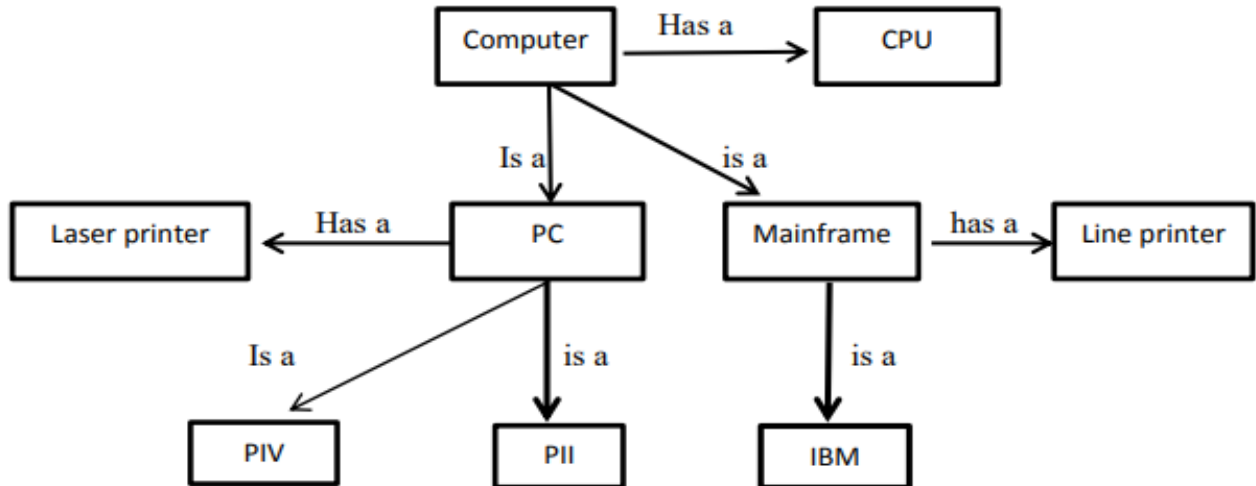 Computer
Has a
CPU
Is a
is a
Laser printer
Has a
PC
Mainframe
has a
Line printer
Is a
is a
is a
PIV
PII
IBM